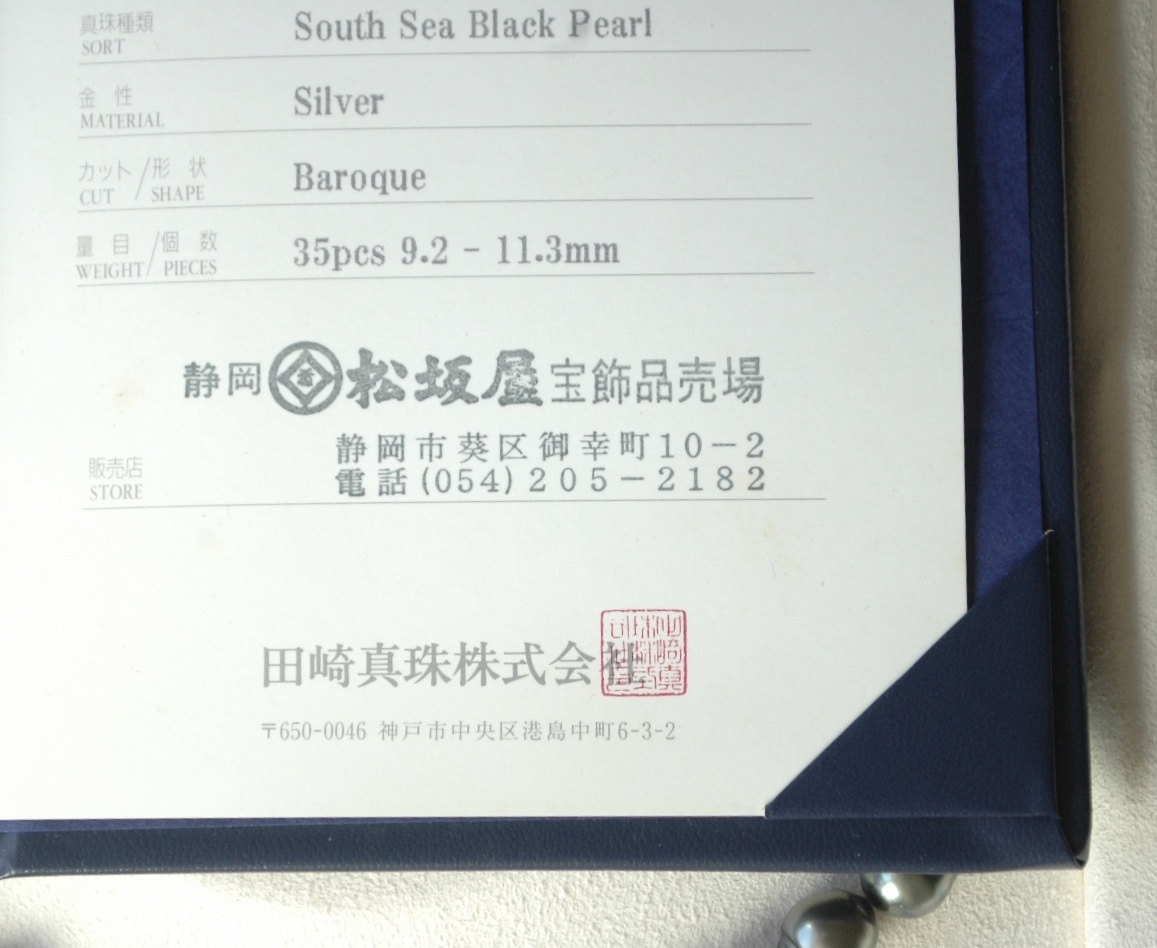 真珠種類 South Sea Black Pearl
SORT
金 性 Silver
MATERIAL
カット/形 状 Baroque
CUT / SHAPE
量 目/個 数 35pcs 9.2 - 11.3mm
WEIGHT/ PIECES
静岡 松坂屋 宝飾品売場
静岡市葵区御幸町10－2
販売店 電話(054)205－2182
STORE
田崎真珠株式会社
〒650-0046 神戸市中央区港島中町6-3-2